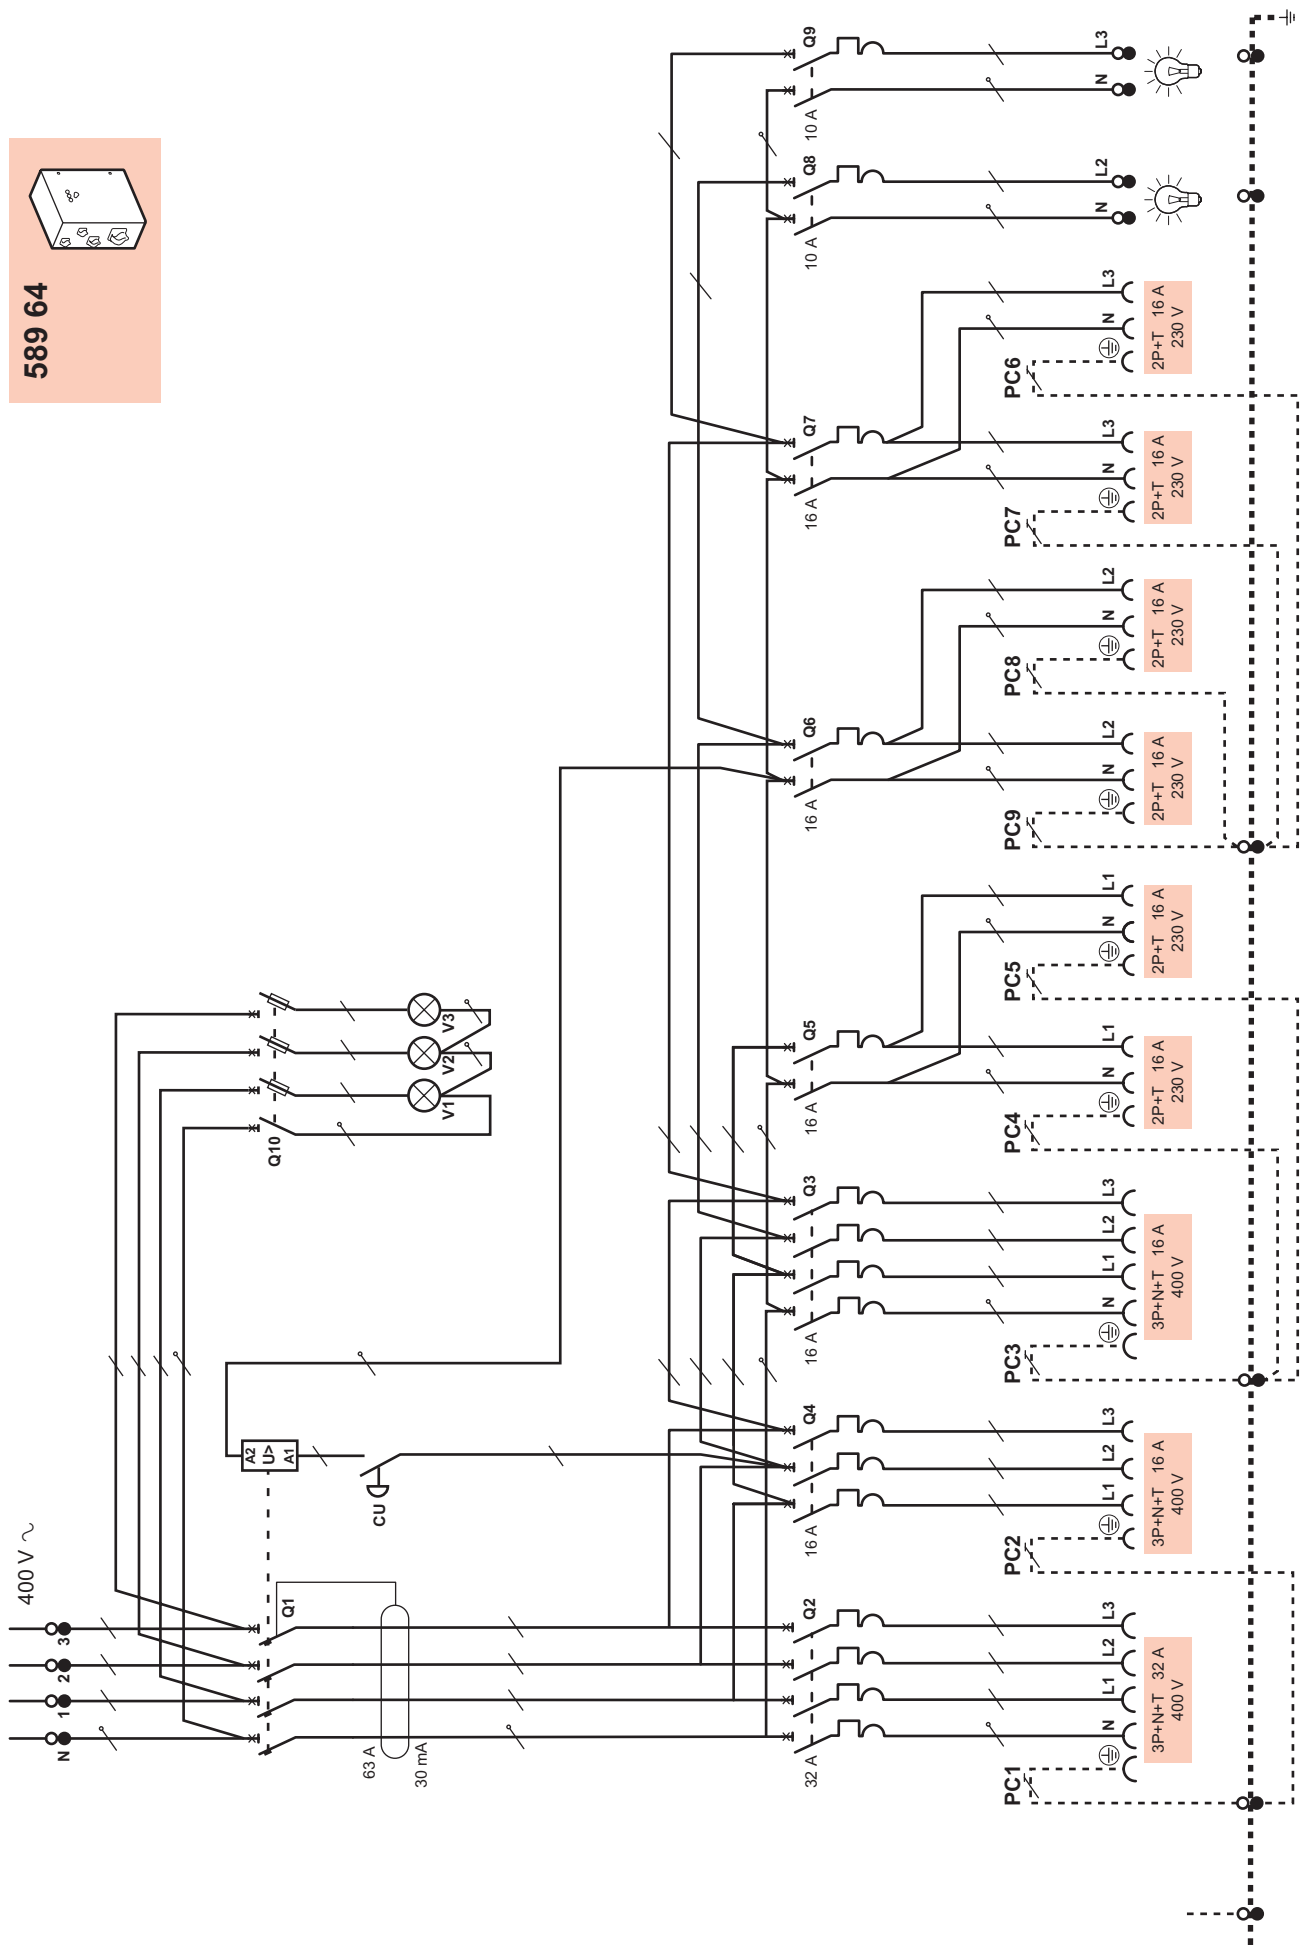 589 64
400 V ~
N
1
2
3
Q1
63 A
30 mA
A2
U>
A1
CU
Q10
V1
V2
V3
Q2
32 A
Q4
16 A
Q3
16 A
Q5
16 A
Q6
16 A
Q7
16 A
Q8
10 A
Q9
10 A
PC1
N L1 L2 L3
3P+N+T 32 A
400 V
PC2
L1 L2 L3
3P+N+T 16 A
400 V
PC3
N L1 L2 L3
3P+N+T 16 A
400 V
PC4
N L1
2P+T 16 A
230 V
PC5
N L1
2P+T 16 A
230 V
PC9
N L2
2P+T 16 A
230 V
PC8
N L2
2P+T 16 A
230 V
PC7
N L3
2P+T 16 A
230 V
PC6
N L3
2P+T 16 A
230 V
N L2
N L3